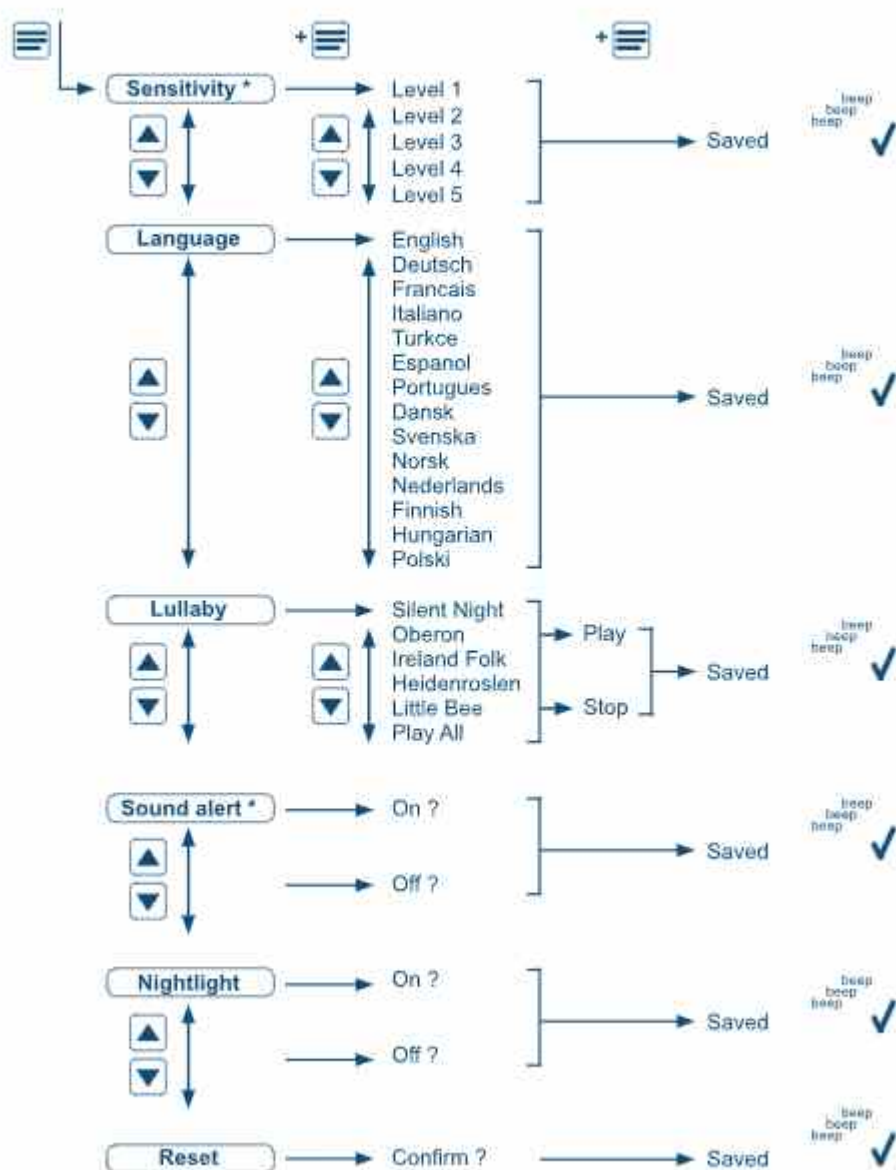 +
+
Sensitivity *
Level 1
Level 2
Level 3
Level 4
Level 5
Saved
beep
beep
beep
Language
English
Deutsch
Francais
Italiano
Turkce
Espanol
Portugues
Dansk
Svenska
Norsk
Nederlands
Finnish
Hungarian
Polski
Saved
beep
beep
beep
Lullaby
Silent Night
Oberon
Ireland Folk
Heidenroslen
Little Bee
Play All
Play
Stop
Saved
beep
beep
beep
Sound alert *
On ?
Off ?
Saved
beep
beep
beep
Nightlight
On ?
Off ?
Saved
beep
beep
beep
Reset
Confirm ?
Saved
beep
beep
beep